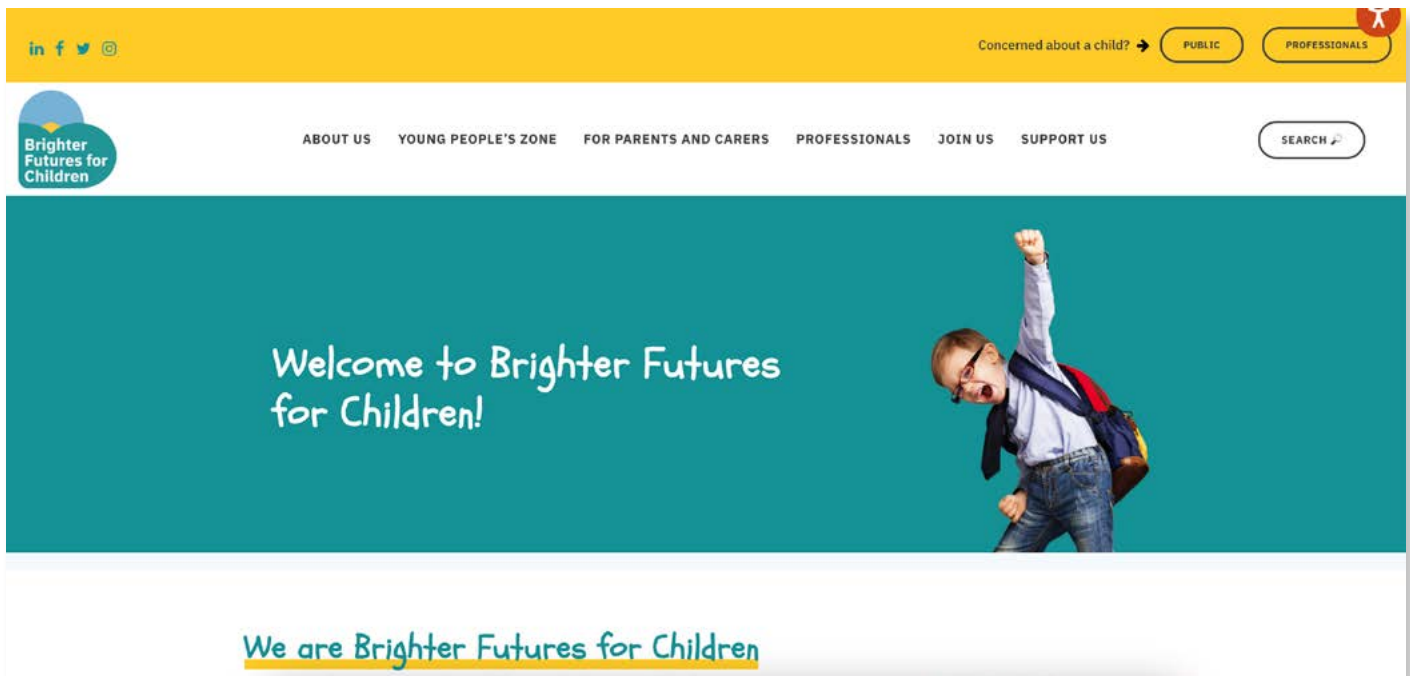 in f
Concerned about a child? → PUBLIC PROFESSIONALS
Brighter
Futures for
Children
ABOUT US YOUNG PEOPLE'S ZONE FOR PARENTS AND CARERS PROFESSIONALS JOIN US SUPPORT US
SEARCH
Welcome to Brighter Futures
for Children!
We are Brighter Futures for Children